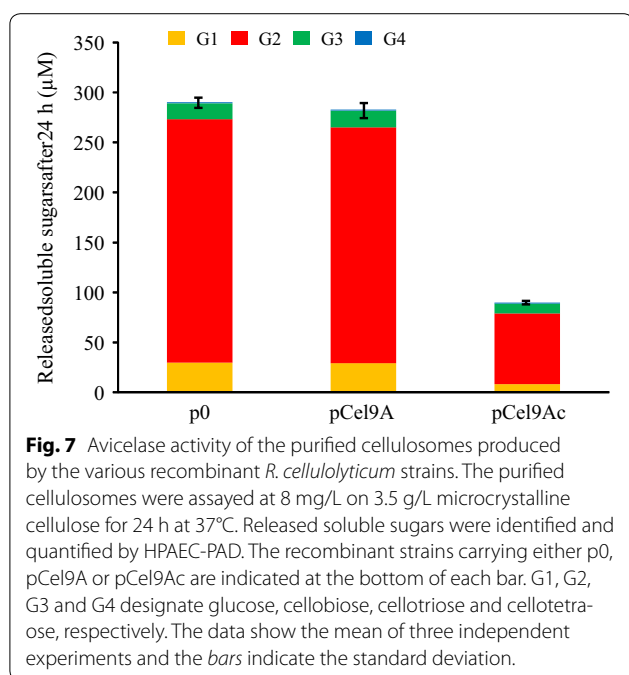 350
G1 G2 G3 G4
300
250
200
150
100
50
0
Releasedsoluble sugarsafter24 h (µM)
p0 pCel9A pCel9Ac
Fig. 7 Avicelase activity of the purified cellulosomes produced
by the various recombinant R. cellulolyticum strains. The purified
cellulosomes were assayed at 8 mg/L on 3.5 g/L microcrystalline
cellulose for 24 h at 37°C. Released soluble sugars were identified and
quantified by HPAEC-PAD. The recombinant strains carrying either p0,
pCel9A or pCel9Ac are indicated at the bottom of each bar. G1, G2,
G3 and G4 designate glucose, cellobiose, cellotriose and cellotetra-
ose, respectively. The data show the mean of three independent
experiments and the bars indicate the standard deviation.